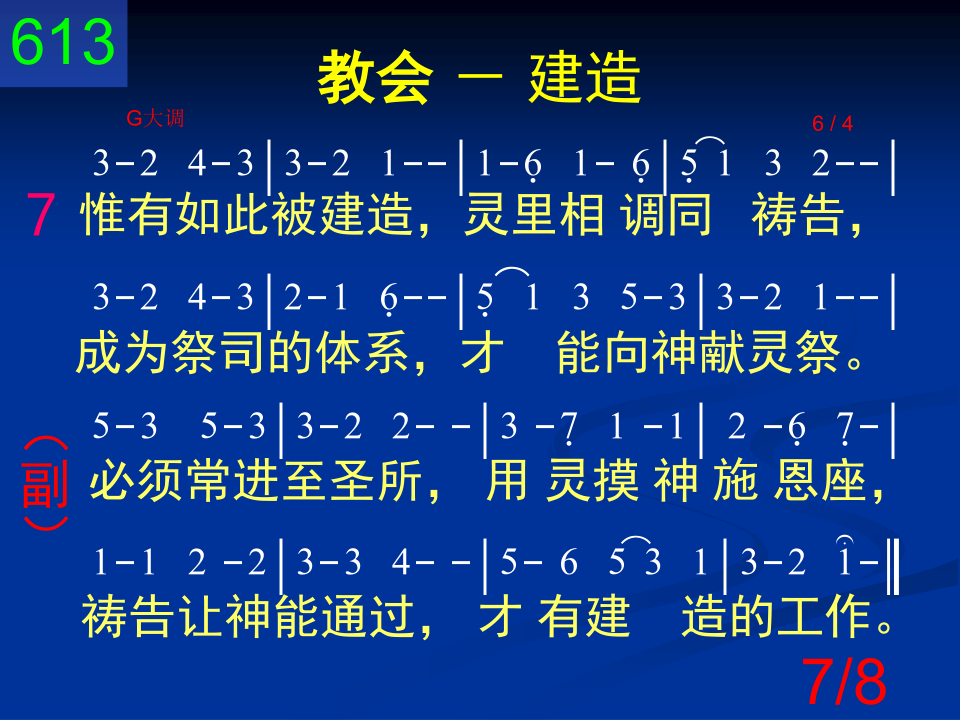 613
教会 － 建造
G大调 6 / 4
3-2 4-3|3-2 1--|1-6̣ 1- 6̣|5̣ 1 3 2--|
7 惟有如此被建造，灵里相 调同 祷告，
3-2 4-3|2-1 6̣--|5̣ 1 3 5-3|3-2 1--|
成为祭司的体系，才 能向神献灵祭。
5-3 5-3|3-2 2- -|3 -7̣ 1 -1| 2 -6̣ 7̣-|
（副） 必须常进至圣所， 用 灵摸 神 施 恩座，
1-1 2 -2|3-3 4- -|5- 6 5 3 1|3-2 1-‖
祷告让神能通过， 才 有建 造的工作。
7/8